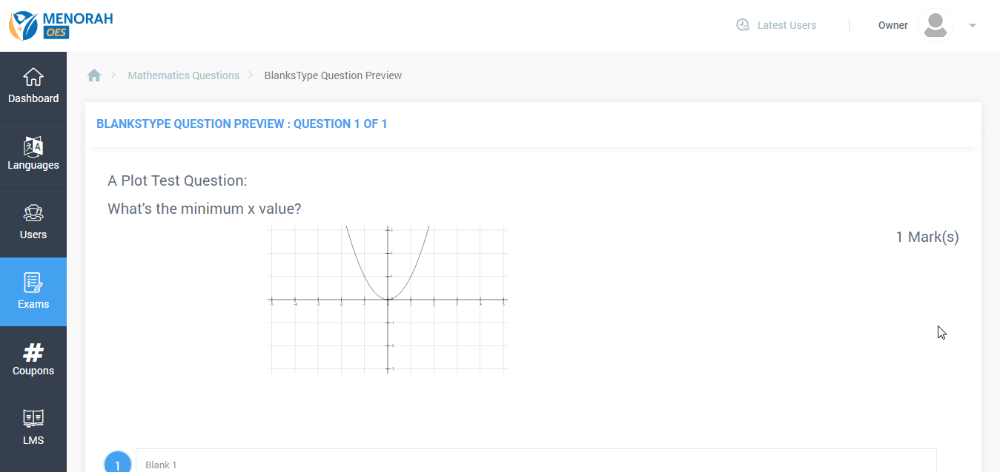 MENORAH
OES
Latest Users
Owner
Dashboard
Languages
Users
Exams
Coupons
LMS
Mathematics Questions
BlanksType Question Preview
BLANKSTYPE QUESTION PREVIEW : QUESTION 1 OF 1
A Plot Test Question:
What's the minimum x value?
1 Mark(s)
3
2
1
-5 -4 -3 -2 -1 0 1 2 3 4 5
-1
-2
-3
1
Blank 1